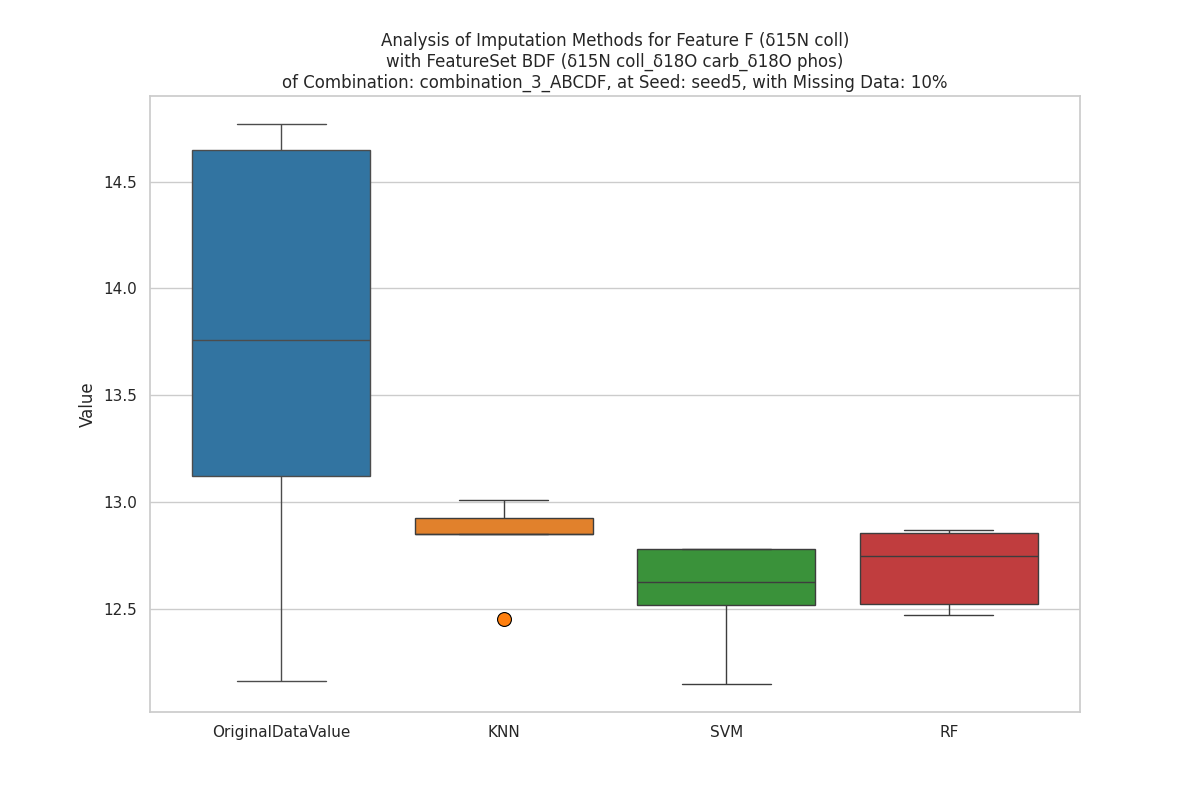 Analysis of Imputation Methods for Feature F (δ15N coll)
with FeatureSet BDF (δ15N coll_δ18O carb_δ18O phos)
of Combination: combination_3_ABCDF, at Seed: seed5, with Missing Data: 10%
Value
14.5
14.0
13.5
13.0
12.5
OriginalDataValue
KNN
SVM
RF